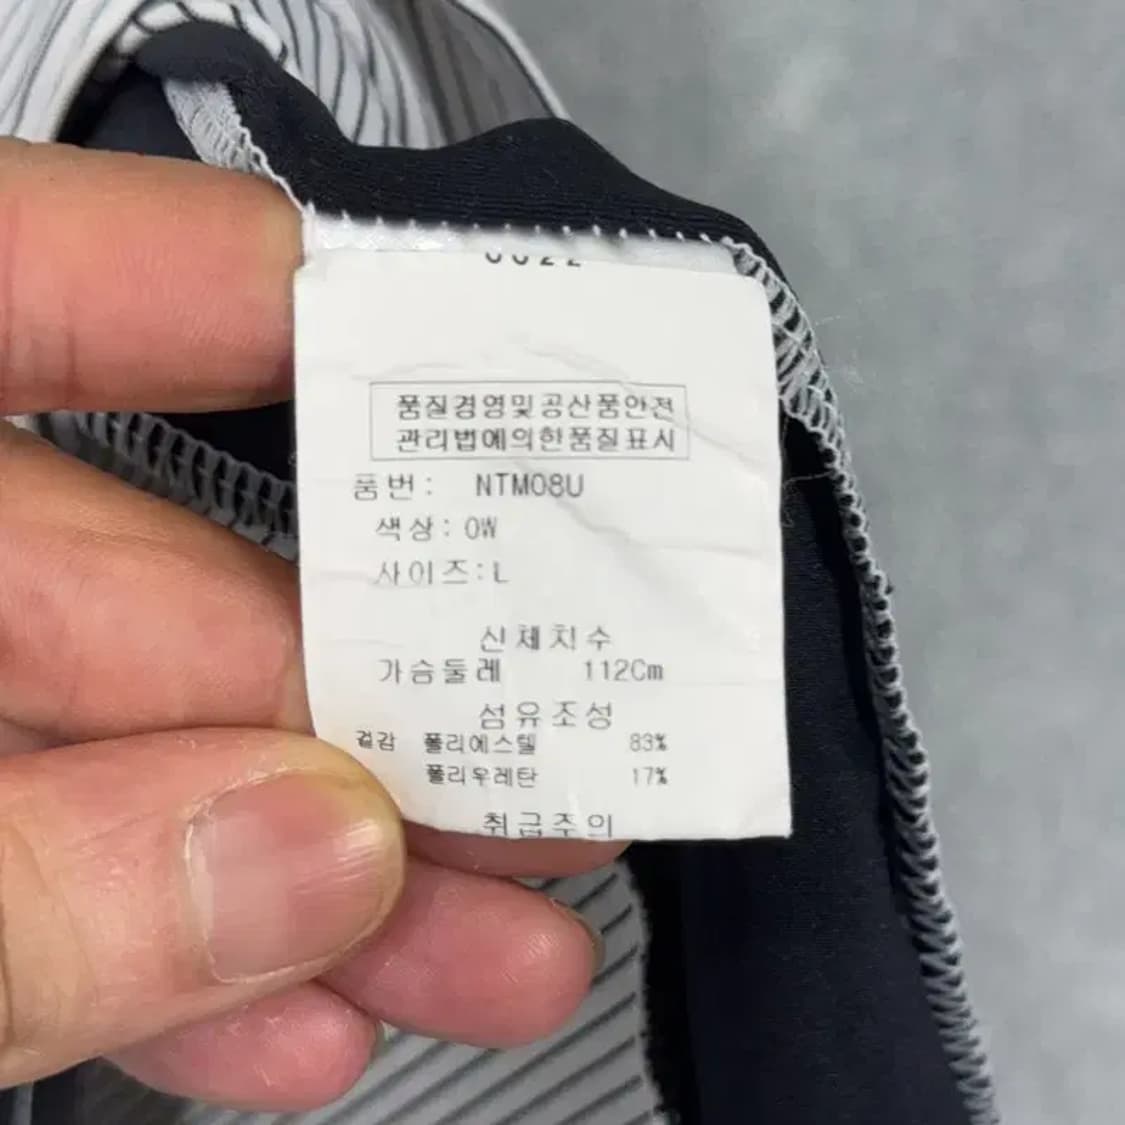 품질경영및공산품안전
관리법에의한품질표시
품번: NTM08U
색상: OW
사이즈: L
신체치수
가슴둘레 112Cm
섬유조성
겉감 폴리에스텔 83%
폴리우레탄 17%
취급주의